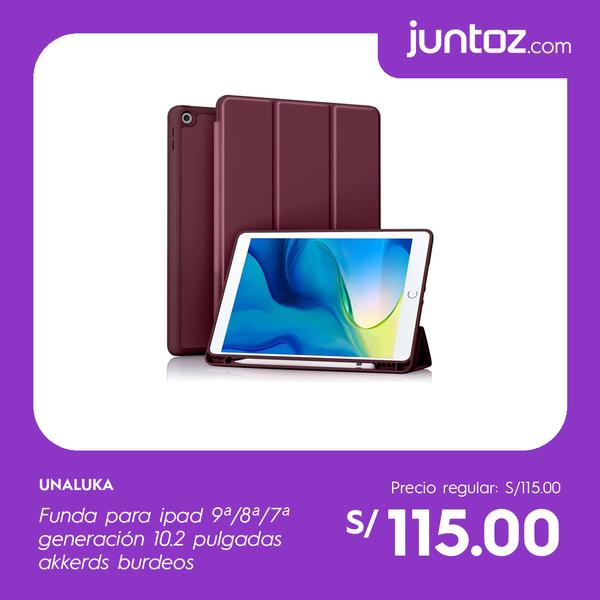 juntoz.com
UNALUKA
Funda para ipad 9ª/8ª/7ª
generación 10.2 pulgadas
akkerds burdeos
Precio regular: S/115.00
S/115.00